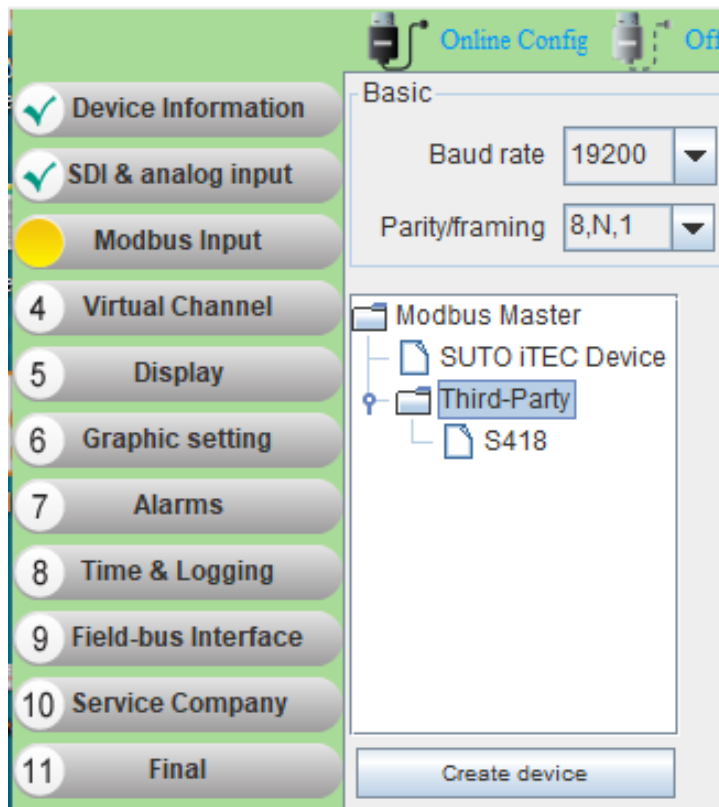 Online Config Off
Device Information
SDI & analog input
Modbus Input
4 Virtual Channel
5 Display
6 Graphic setting
7 Alarms
8 Time & Logging
9 Field-bus Interface
10 Service Company
11 Final
Basic
Baud rate 19200
Parity/framing 8,N,1
Modbus Master
SUTO iTEC Device
Third-Party
S418
Create device